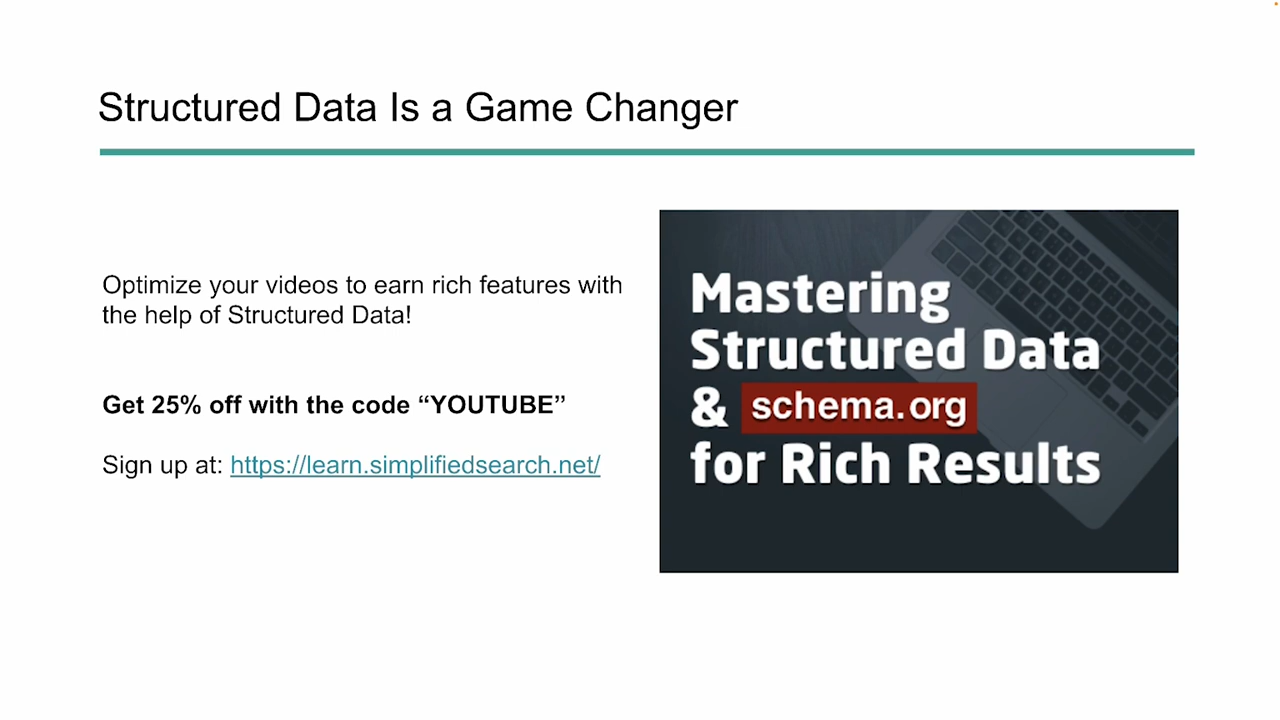 Structured Data Is a Game Changer
Optimize your videos to earn rich features with
the help of Structured Data!
Get 25% off with the code “YOUTUBE”
Sign up at: https://learn.simplifiedsearch.net/
Mastering
Structured Data
& schema.org
for Rich Results